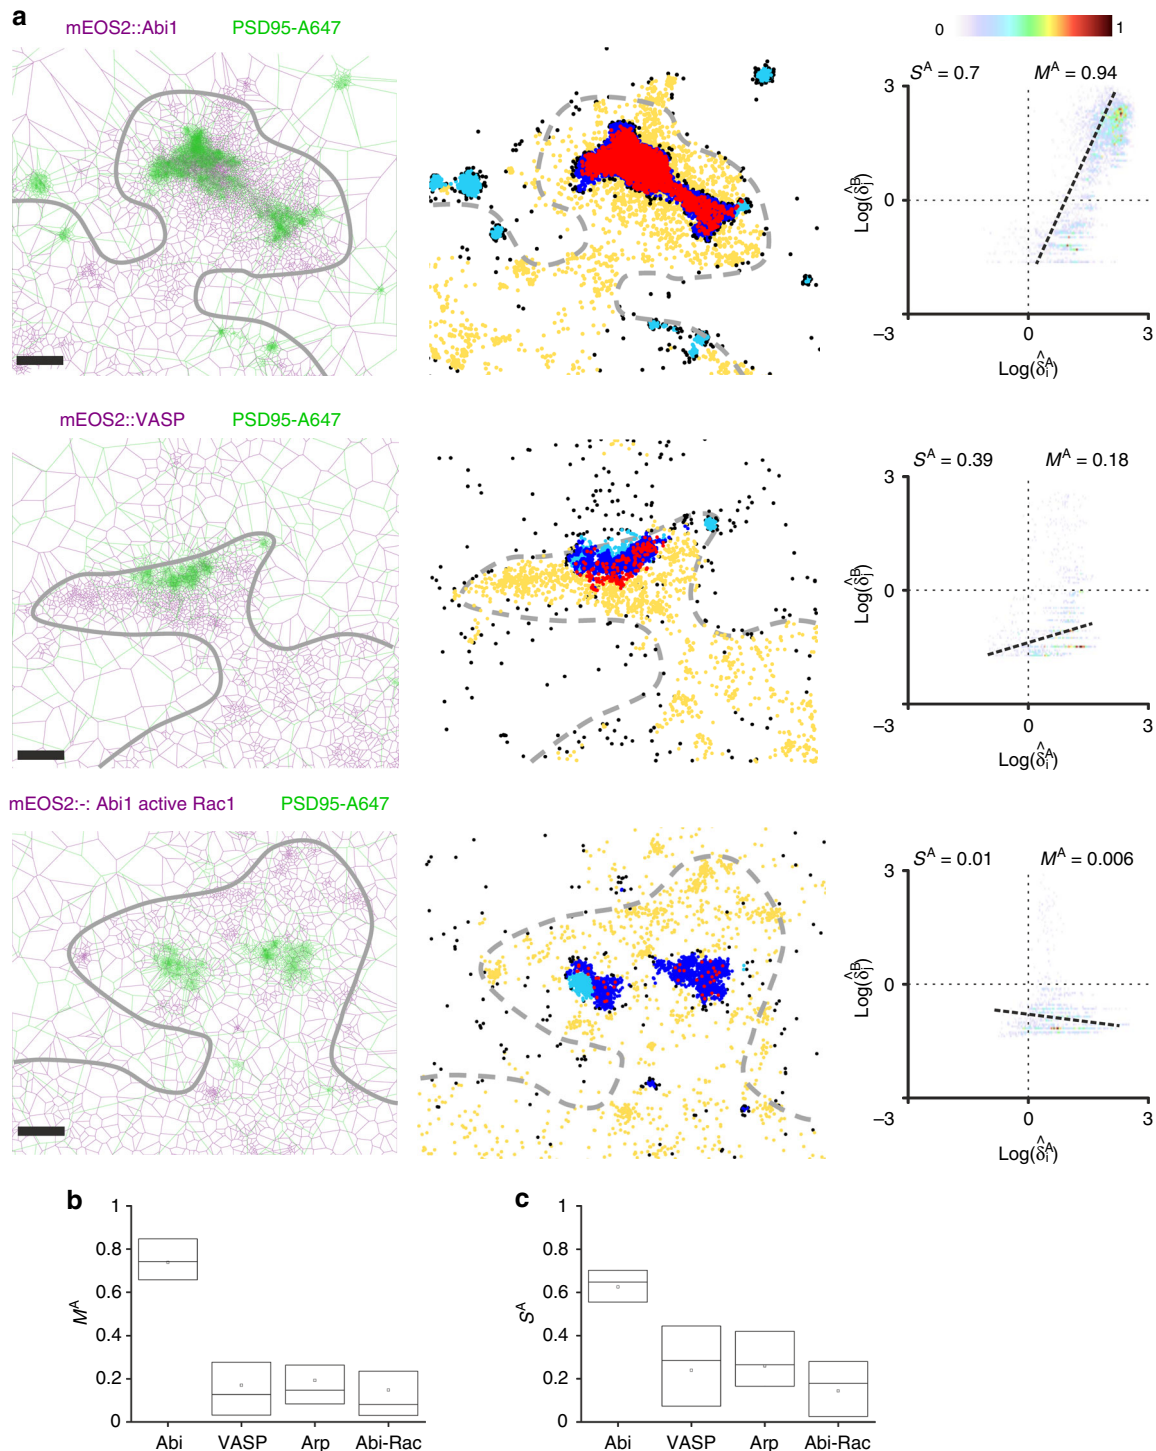 a
mEOS2::Abi1 PSD95-A647
0 1
S^A = 0.7 M^A = 0.94
3
0
−3
Log(δ̂_j^B)
0 3
Log(δ̂_i^A)
mEOS2::VASP PSD95-A647
S^A = 0.39 M^A = 0.18
3
0
−3
Log(δ̂_j^B)
0 3
Log(δ̂_i^A)
mEOS2:-: Abi1 active Rac1 PSD95-A647
S^A = 0.01 M^A = 0.006
3
0
−3
Log(δ̂_j^B)
0 3
Log(δ̂_i^A)
b
1
0.8
0.6
0.4
0.2
0
M^A
Abi VASP Arp Abi-Rac
c
1
0.8
0.6
0.4
0.2
0
S^A
Abi VASP Arp Abi-Rac